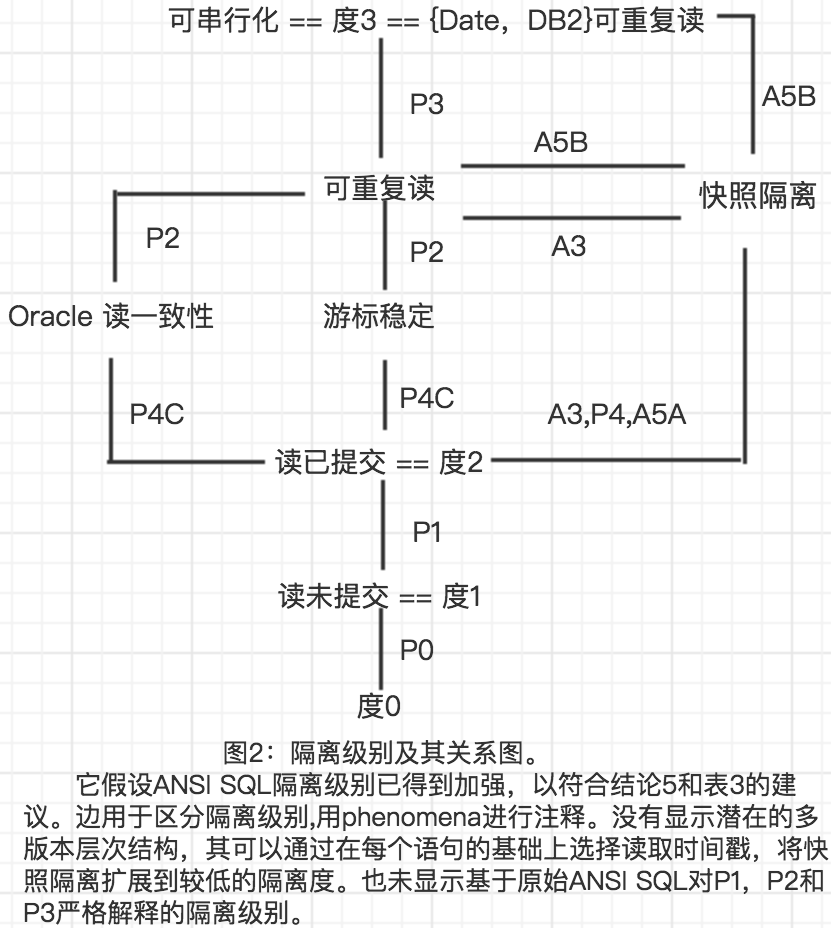 可串行化 == 度3 == {Date，DB2}可重复读
A5B
P3
A5B
可重复读
快照隔离
P2
P2
A3
Oracle 读一致性
游标稳定
P4C
P4C
A3,P4,A5A
读已提交 == 度2
P1
读未提交 == 度1
P0
度0
图2：隔离级别及其关系图。
它假设ANSI SQL隔离级别已得到加强，以符合结论5和表3的建
议。边用于区分隔离级别,用phenomena进行注释。没有显示潜在的多
版本层次结构，其可以通过在每个语句的基础上选择读取时间戳，将快
照隔离扩展到较低的隔离度。也未显示基于原始ANSI SQL对P1，P2和
P3严格解释的隔离级别。